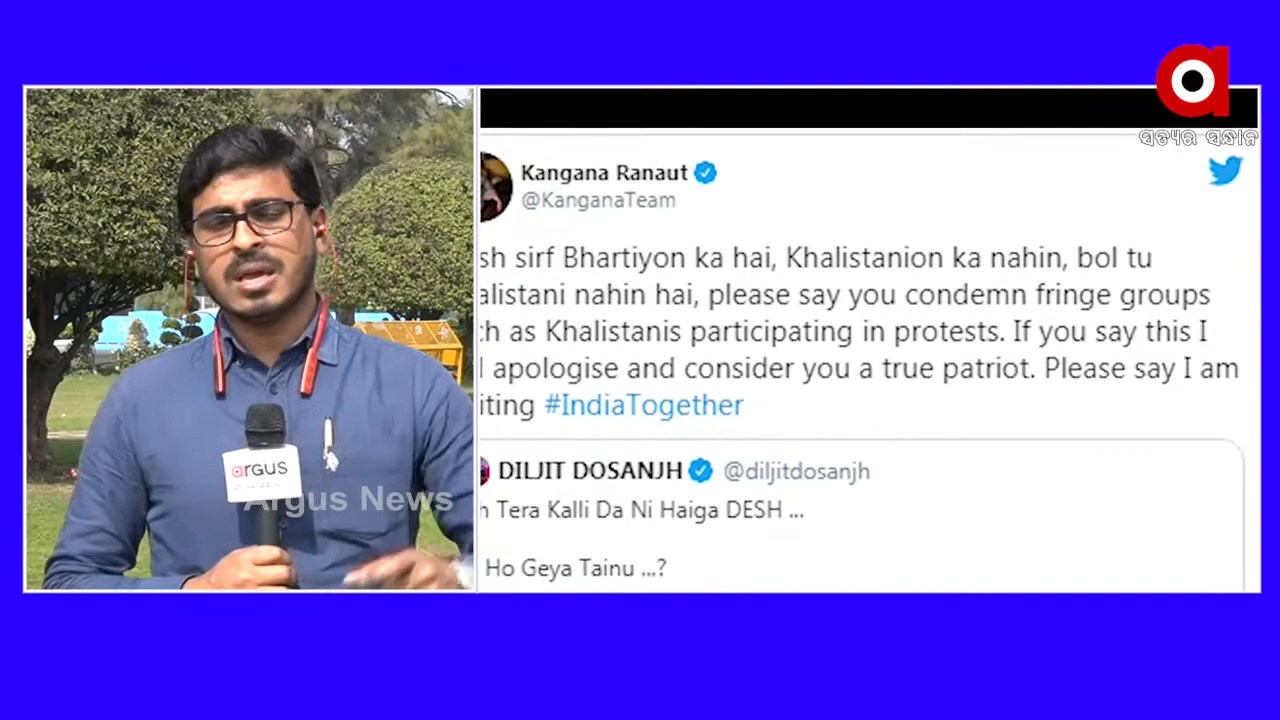 ସତ୍ୟର ସନ୍ଧାନ
Kangana Ranaut
@KanganaTeam
sh sirf Bhartiyon ka hai, Khalistanion ka nahin, bol tu
alistani nahin hai, please say you condemn fringe groups
ch as Khalistanis participating in protests. If you say this I
l apologise and consider you a true patriot. Please say I am
iting #IndiaTogether
DILJIT DOSANJH @diljitdosanjh
h Tera Kalli Da Ni Haiga DESH ...
Ho Geya Tainu ...?
argus
Argus News